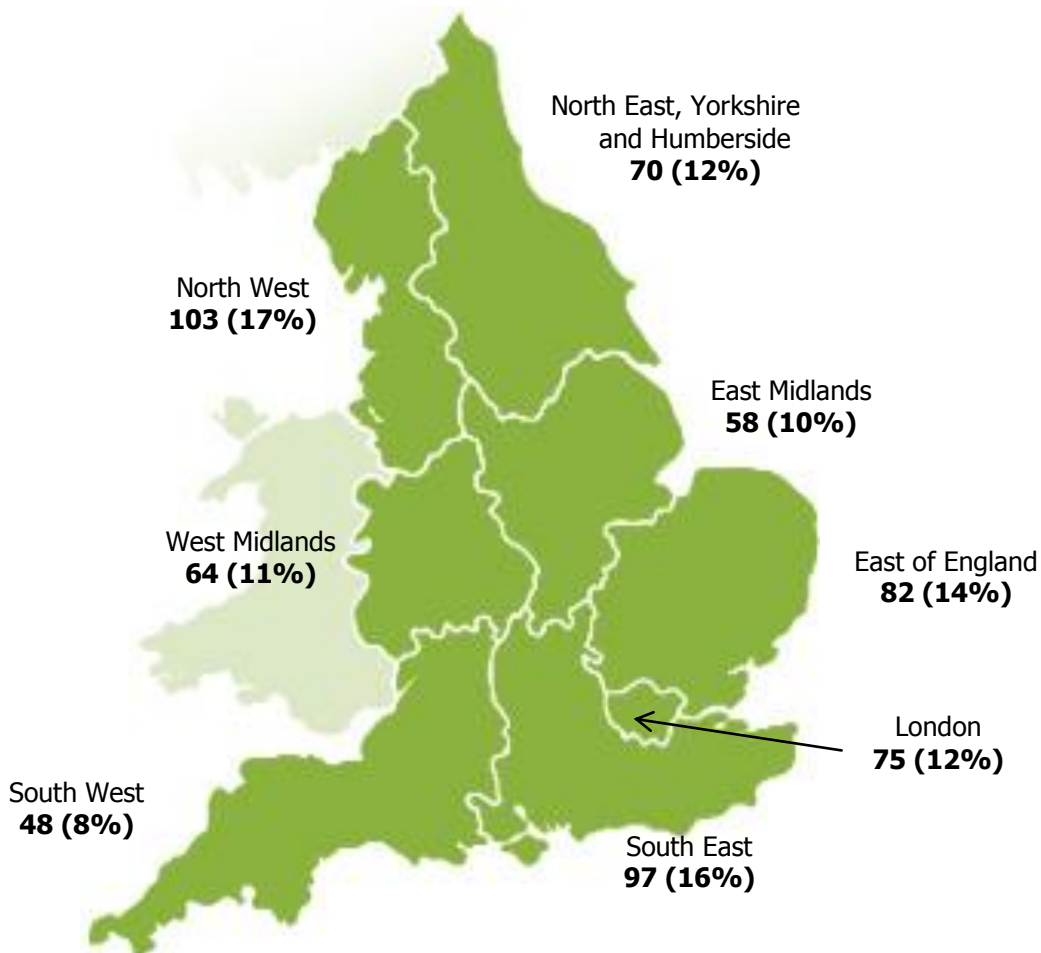 North East, Yorkshire
and Humberside
70 (12%)
North West
103 (17%)
East Midlands
58 (10%)
West Midlands
64 (11%)
East of England
82 (14%)
London
75 (12%)
South West
48 (8%)
South East
97 (16%)